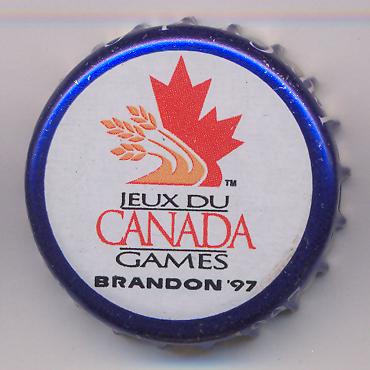 TM
JEUX DU
CANADA
GAMES
BRANDON '97